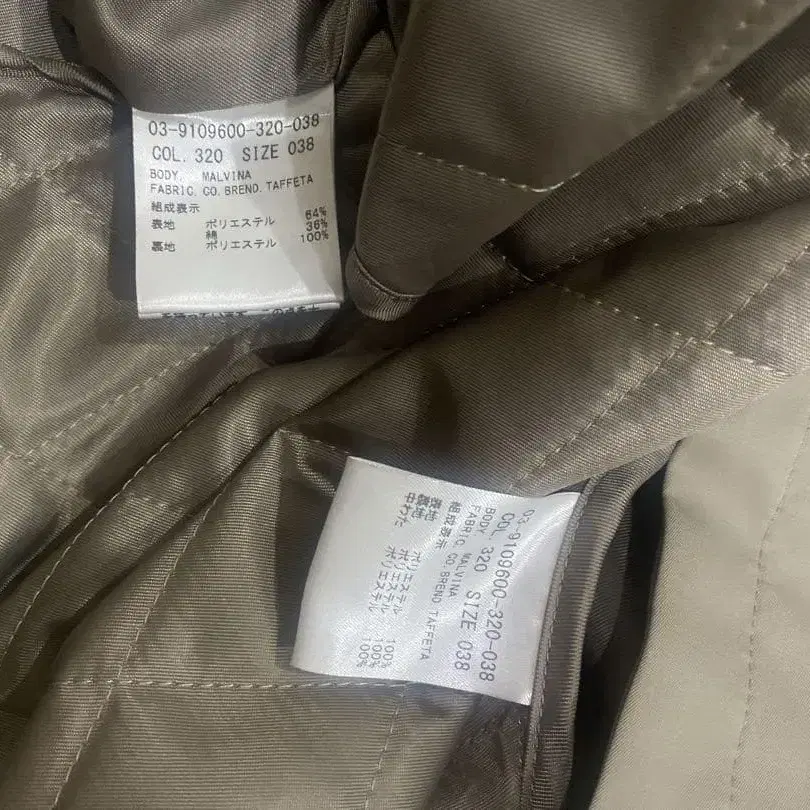 03-9109600-320-038
COL. 320 SIZE 038
BODY. MALVINA
FABRIC. CO. BREND. TAFFETA
組成表示
表地 ポリエステル 64%
綿 36%
裏地 ポリエステル 100%
03-9109600-320-038
COL. 320 SIZE 038
BODY. MALVINA
FABRIC. CO. BREND TAFFETA
組成表示
ポリエステル 100%
ポリエステル 100%
中わた ポリエステル 100%